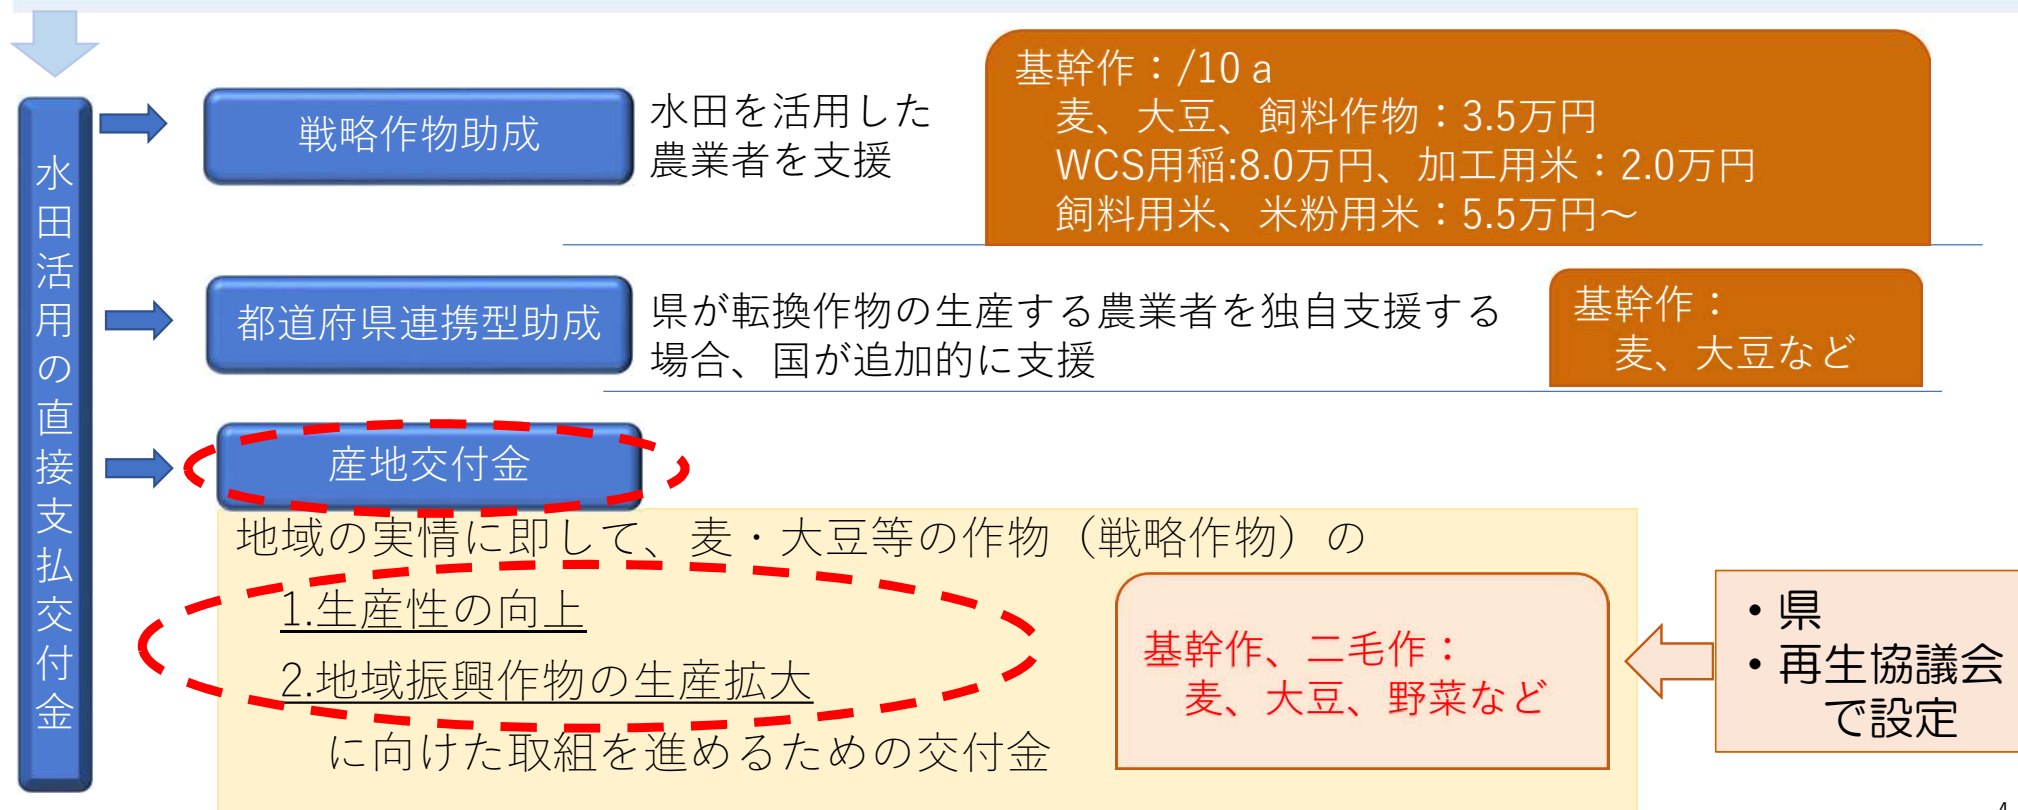 水田活用の直接支払交付金
戦略作物助成
水田を活用した
農業者を支援
基幹作：/10 a
麦、大豆、飼料作物：3.5万円
WCS用稲:8.0万円、加工用米：2.0万円
飼料用米、米粉用米：5.5万円～
都道府県連携型助成
県が転換作物の生産する農業者を独自支援する
場合、国が追加的に支援
基幹作：
麦、大豆など
産地交付金
地域の実情に即して、麦・大豆等の作物（戦略作物）の
1.生産性の向上
2.地域振興作物の生産拡大
に向けた取組を進めるための交付金
基幹作、二毛作：
麦、大豆、野菜など
・県
・再生協議会
で設定